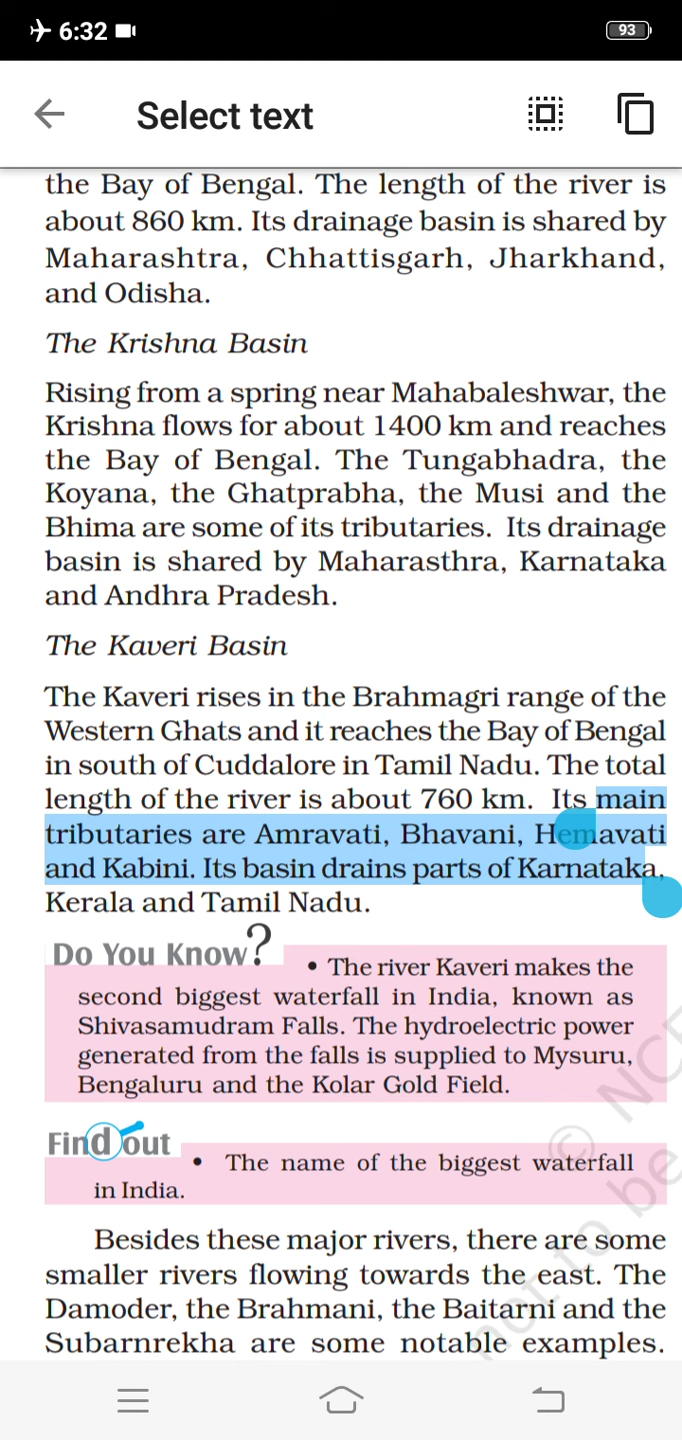 6:32
93
Select text
the Bay of Bengal. The length of the river is
about 860 km. Its drainage basin is shared by
Maharashtra, Chhattisgarh, Jharkhand,
and Odisha.
The Krishna Basin
Rising from a spring near Mahabaleshwar, the
Krishna flows for about 1400 km and reaches
the Bay of Bengal. The Tungabhadra, the
Koyana, the Ghatprabha, the Musi and the
Bhima are some of its tributaries. Its drainage
basin is shared by Maharasthra, Karnataka
and Andhra Pradesh.
The Kaveri Basin
The Kaveri rises in the Brahmagri range of the
Western Ghats and it reaches the Bay of Bengal
in south of Cuddalore in Tamil Nadu. The total
length of the river is about 760 km. Its main
tributaries are Amravati, Bhavani, Hemavati
and Kabini. Its basin drains parts of Karnataka,
Kerala and Tamil Nadu.
Do You Know?
• The river Kaveri makes the
second biggest waterfall in India, known as
Shivasamudram Falls. The hydroelectric power
generated from the falls is supplied to Mysuru,
Bengaluru and the Kolar Gold Field.
Find out
• The name of the biggest waterfall
in India.
Besides these major rivers, there are some
smaller rivers flowing towards the east. The
Damoder, the Brahmani, the Baitarni and the
Subarnrekha are some notable examples.
not to be